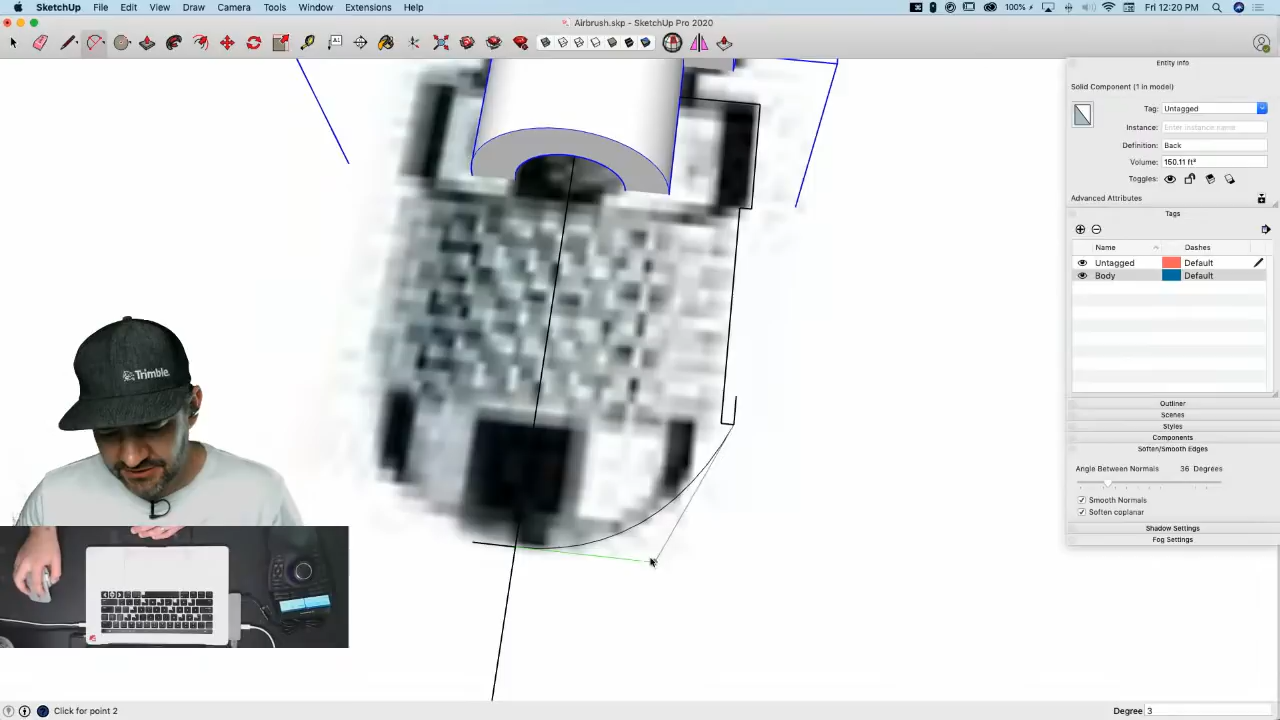 SketchUp File Edit View Draw Camera Tools Window Extensions Help
100% Fri 12:20 PM
Airbrush.skp - SketchUp Pro 2020
Entity Info
Solid Component (1 in model)
Tag: Untagged
Instance: Enter instance name
Definition: Back
Volume: 150.11 ft³
Toggles:
Advanced Attributes
Tags
Name Dashes
Untagged Default
Body Default
Outliner
Scenes
Styles
Components
Soften/Smooth Edges
Angle Between Normals 36 Degrees
Smooth Normals
Soften coplanar
Shadow Settings
Fog Settings
Trimble
Click for point 2
Degree 3